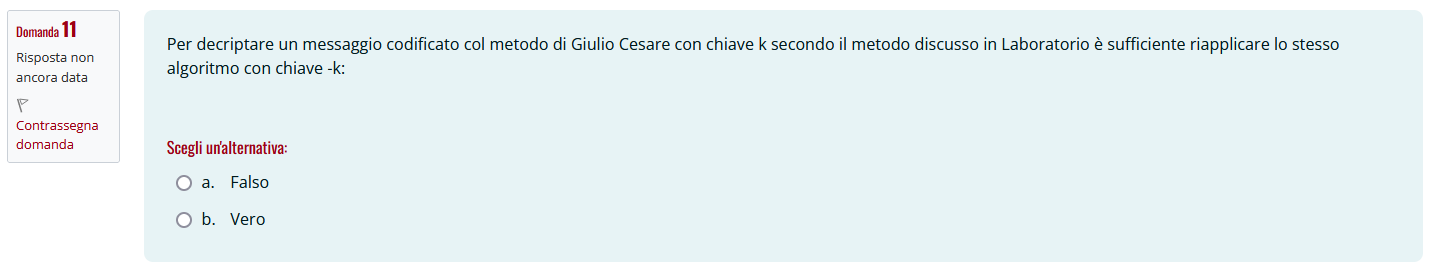 Domanda 11
Risposta non
ancora data
Contrassegna
domanda
Per decriptare un messaggio codificato col metodo di Giulio Cesare con chiave k secondo il metodo discusso in Laboratorio è sufficiente riapplicare lo stesso
algoritmo con chiave -k:
Scegli un'alternativa:
a. Falso
b. Vero